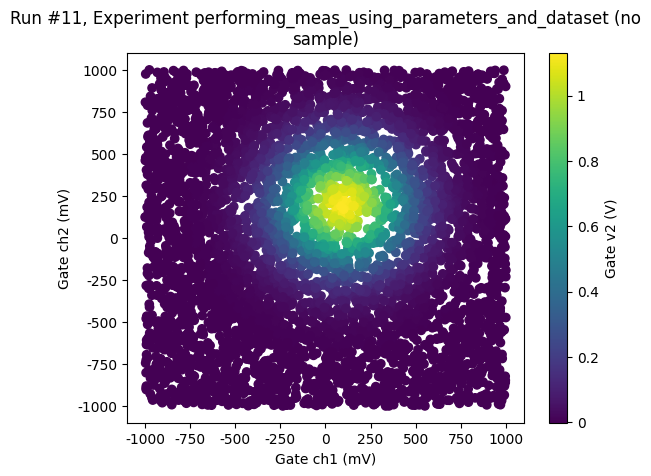 Run #11, Experiment performing_meas_using_parameters_and_dataset (no
sample)
1000
750
500
250
0
-250
-500
-750
-1000
Gate ch2 (mV)
-1000 -750 -500 -250 0 250 500 750 1000
Gate ch1 (mV)
1
0.8
0.6
0.4
0.2
0
Gate v2 (V)